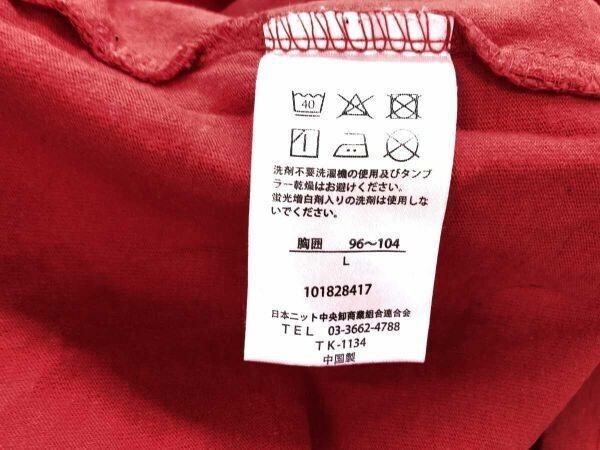 40
洗剤不要洗濯機の使用及びタンブ
ラー乾燥はお避けください。
蛍光増白剤入りの洗剤は使用しな
いでください。
胸囲 96～104
L
101828417
日本ニット中央卸商業組合連合会
TEL 03-3662-4788
TK-1134
中国製